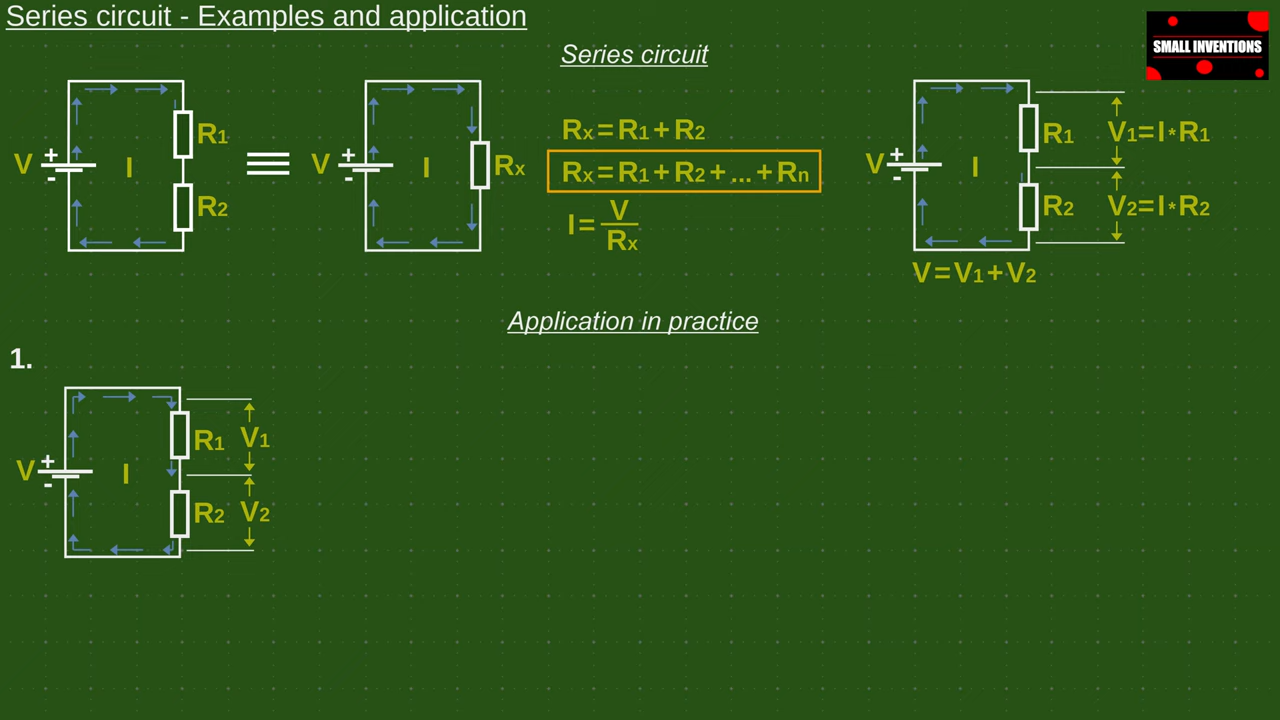 Series circuit - Examples and application
SMALL INVENTIONS
Series circuit
V + - I R1 R2
V + - I Rx
Rx=R1+R2
Rx=R1+R2+...+Rn
I=V/Rx
V + - I R1 R2
V1=I*R1
V2=I*R2
V=V1+V2
Application in practice
1.
V + - I R1 R2 V1 V2